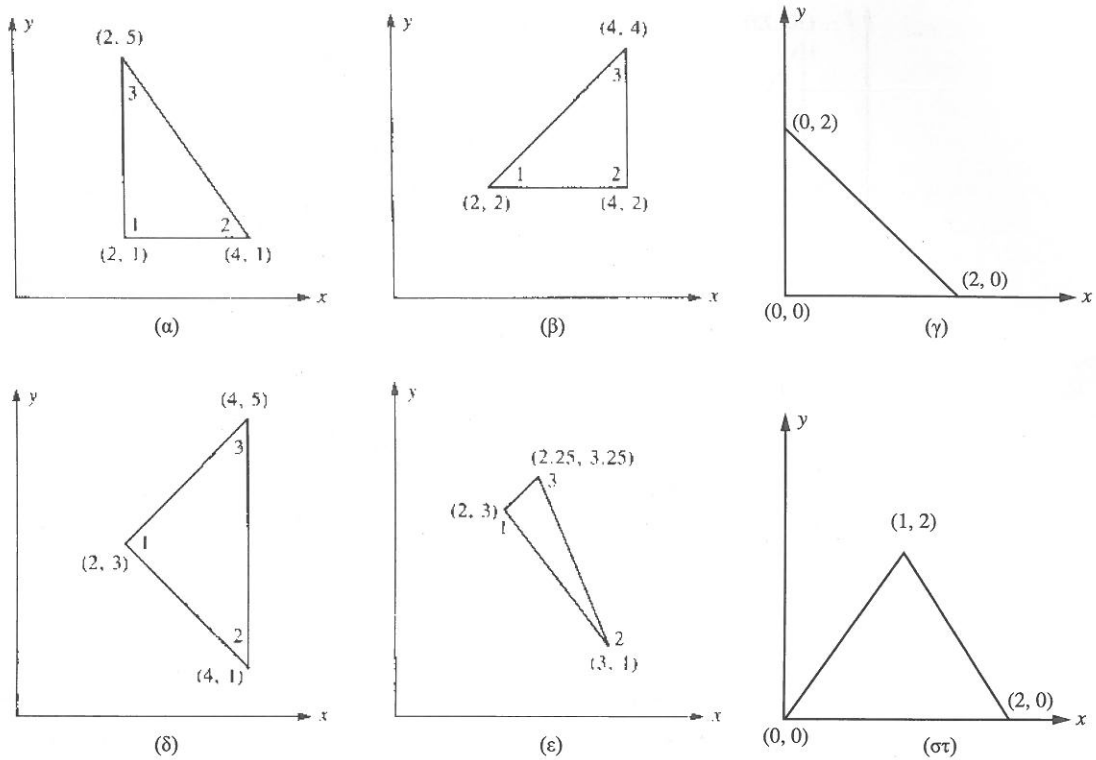 y
(2, 5)
3
1
2
(2, 1)
(4, 1)
x
(α)
y
(4, 4)
3
1
2
(2, 2)
(4, 2)
x
(β)
y
(0, 2)
(2, 0)
(0, 0)
x
(γ)
y
(4, 5)
3
1
(2, 3)
2
(4, 1)
x
(δ)
y
(2.25, 3.25)
3
(2, 3)
1
2
(3, 1)
x
(ε)
y
(1, 2)
(2, 0)
(0, 0)
x
(στ)